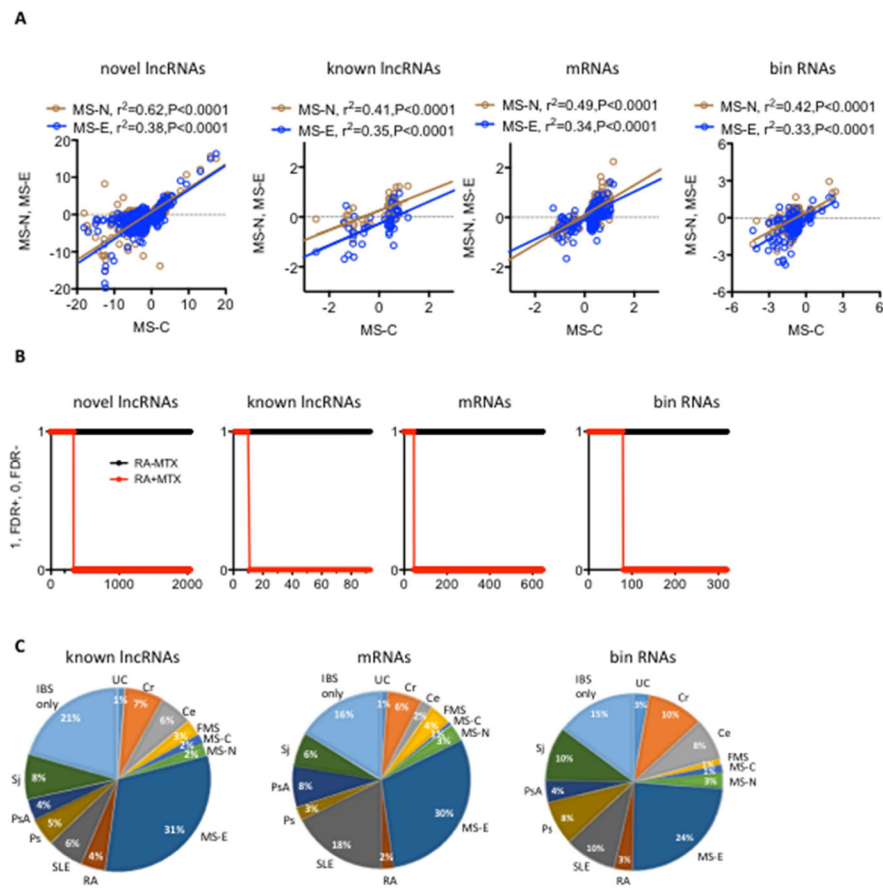 A
novel lncRNAs
known lncRNAs
mRNAs
bin RNAs
MS-N, r²=0.62,P<0.0001
MS-E, r²=0.38,P<0.0001
MS-N, r²=0.41,P<0.0001
MS-E, r²=0.35,P<0.0001
MS-N, r²=0.49,P<0.0001
MS-E, r²=0.34,P<0.0001
MS-N, r²=0.42,P<0.0001
MS-E, r²=0.33,P<0.0001
MS-N, MS-E
20
10
0
-10
-20
-20 -10 0 10 20
MS-C
MS-N, MS-E
2
0
-2
-2 0 2
MS-C
MS-N, MS-E
2
0
-2
-2 0 2
MS-C
MS-N, MS-E
6
3
0
-3
-6
-6 -3 0 3 6
MS-C
B
novel lncRNAs
known lncRNAs
mRNAs
bin RNAs
1, FDR+, 0, FDR-
1
0
RA-MTX
RA+MTX
0 1000 2000
1
0
0 20 40 60 80
1
0
0 200 400 600
1
0
0 100 200 300
C
known lncRNAs
mRNAs
bin RNAs
IBS
only
21%
UC
1%
Cr
7%
Ce
6%
FMS
3%
MS-C
2%
MS-N
2%
MS-E
31%
RA
4%
SLE
6%
Ps
5%
PsA
4%
Sj
8%
IBS
only
16%
UC
1%
Cr
6%
Ce
2%
FMS
4%
MS-C
1%
MS-N
3%
MS-E
30%
RA
2%
SLE
18%
Ps
3%
PsA
8%
Sj
6%
IBS
only
15%
UC
3%
Cr
10%
Ce
8%
FMS
1%
MS-C
1%
MS-N
3%
MS-E
24%
RA
3%
SLE
10%
Ps
8%
PsA
4%
Sj
10%